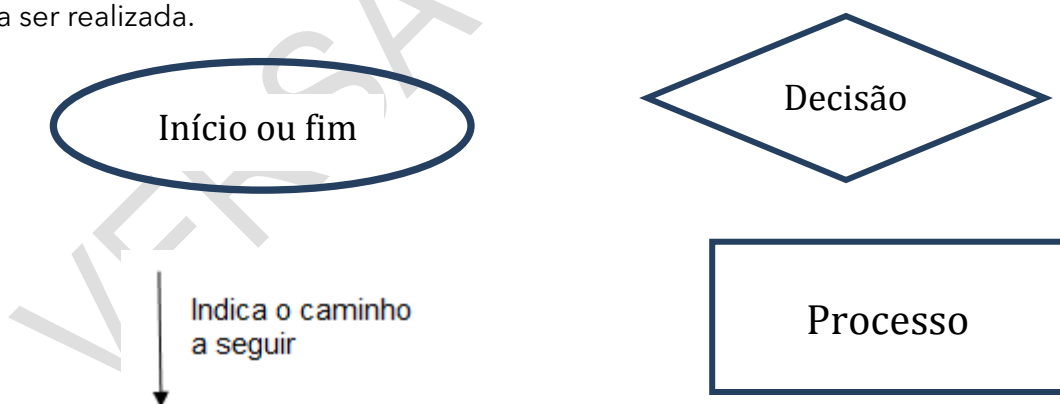 a ser realizada.
Início ou fim
Decisão
Indica o caminho
a seguir
Processo